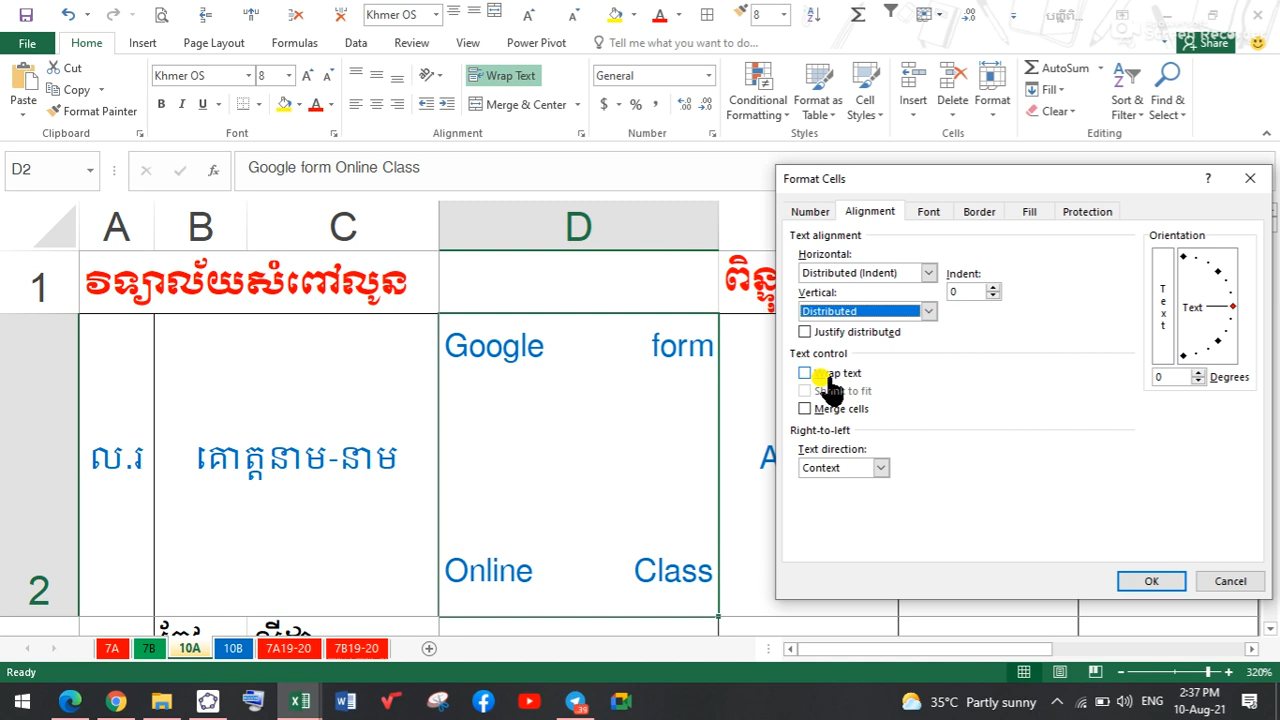 Khmer OS
8
File
Home
Insert
Page Layout
Formulas
Data
Review
View
Power Pivot
Tell me what you want to do...
Share
Paste
Cut
Copy
Format Painter
Clipboard
Khmer OS
8
B I U
A
Font
Wrap Text
Merge & Center
Alignment
General
$ % ,
Number
Conditional Formatting
Format as Table
Cell Styles
Styles
Insert
Delete
Format
Cells
AutoSum
Fill
Clear
Sort & Filter
Find & Select
Editing
D2
fx
Google form Online Class
A
B
C
D
1
វិទ្យាល័យសំពៅលូន
2
ល.រ
គោត្តនាម-នាម
Google form
Online Class
A
Format Cells
?
Number
Alignment
Font
Border
Fill
Protection
Text alignment
Horizontal:
Distributed (Indent)
Indent:
0
Vertical:
Distributed
Justify distributed
Text control
Shrink to fit
Merge cells
Right-to-left
Text direction:
Context
Orientation
Text
Text
0
Degrees
OK
Cancel
7A
7B
10A
10B
7A19-20
7B19-20
Ready
320%
35°C Partly sunny
ENG
2:37 PM
10-Aug-21